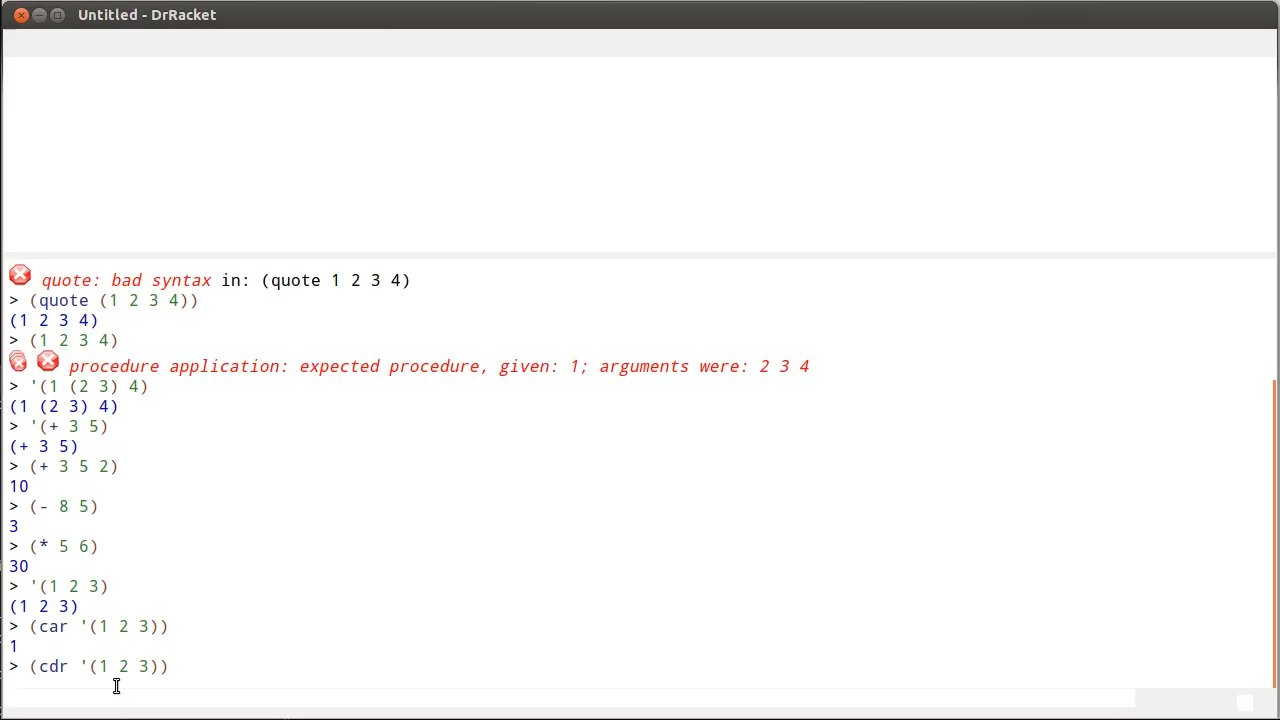 Untitled - DrRacket
quote: bad syntax in: (quote 1 2 3 4)
> (quote (1 2 3 4))
(1 2 3 4)
> (1 2 3 4)
procedure application: expected procedure, given: 1; arguments were: 2 3 4
> '(1 (2 3) 4)
(1 (2 3) 4)
> '(+ 3 5)
(+ 3 5)
> (+ 3 5 2)
10
> (- 8 5)
3
> (* 5 6)
30
> '(1 2 3)
(1 2 3)
> (car '(1 2 3))
1
> (cdr '(1 2 3))